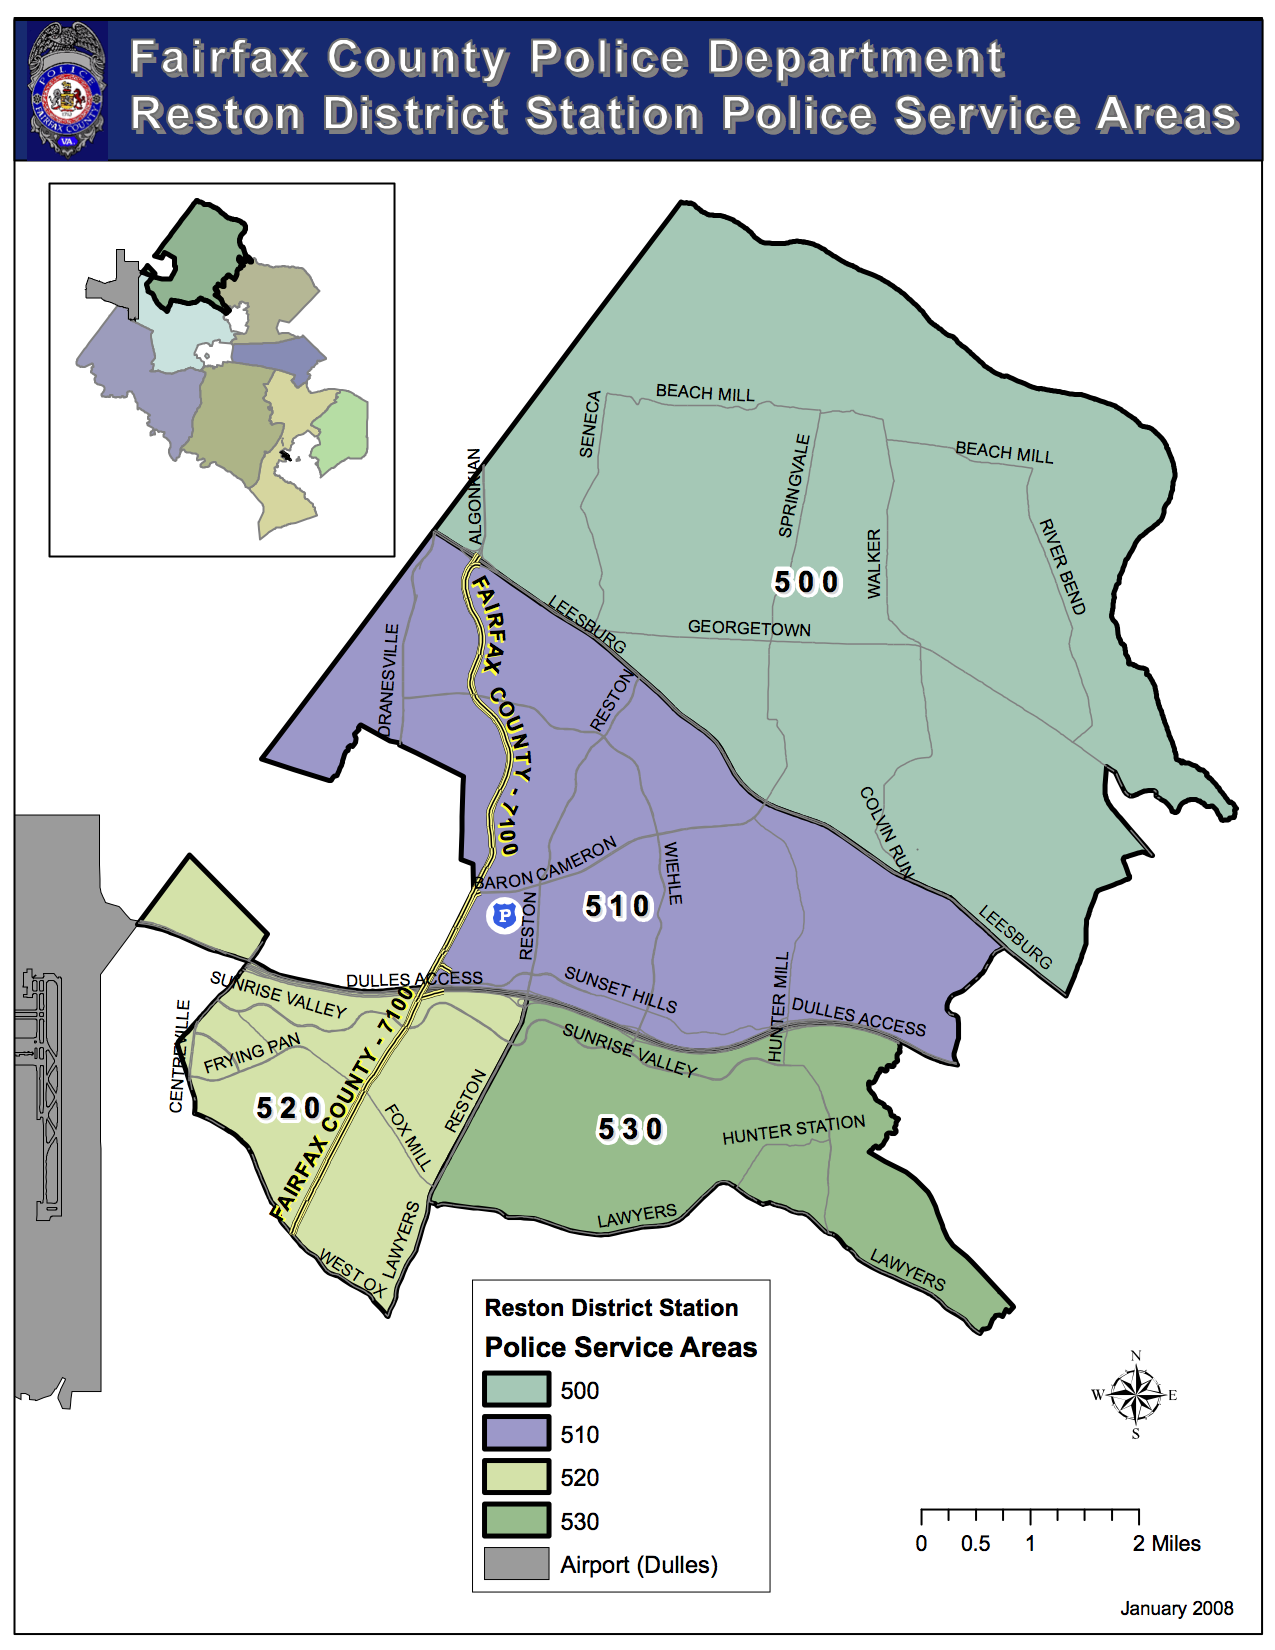 Fairfax County Police Department
Reston District Station Police Service Areas
POLICE
FAIRFAX COUNTY
VA.
BEACH MILL
SENECA
BEACH MILL
ALGONKIAN
SPRINGVALE
RIVER BEND
WALKER
500
LEESBURG
GEORGETOWN
FAIRFAX COUNTY - 7100
DRANESVILLE
RESTON
COLVIN RUN
BARON CAMERON
WIEHLE
510
P
RESTON
LEESBURG
HUNTER MILL
SUNRISE VALLEY
DULLES ACCESS
SUNSET HILLS
DULLES ACCESS
CENTREVILLE
FRYING PAN
SUNRISE VALLEY
520
FAIRFAX COUNTY - 7100
FOX MILL
RESTON
530
HUNTER STATION
LAWYERS
LAWYERS
WEST OX
LAWYERS
Reston District Station
Police Service Areas
500
510
520
530
Airport (Dulles)
N
W E
S
0 0.5 1 2 Miles
January 2008